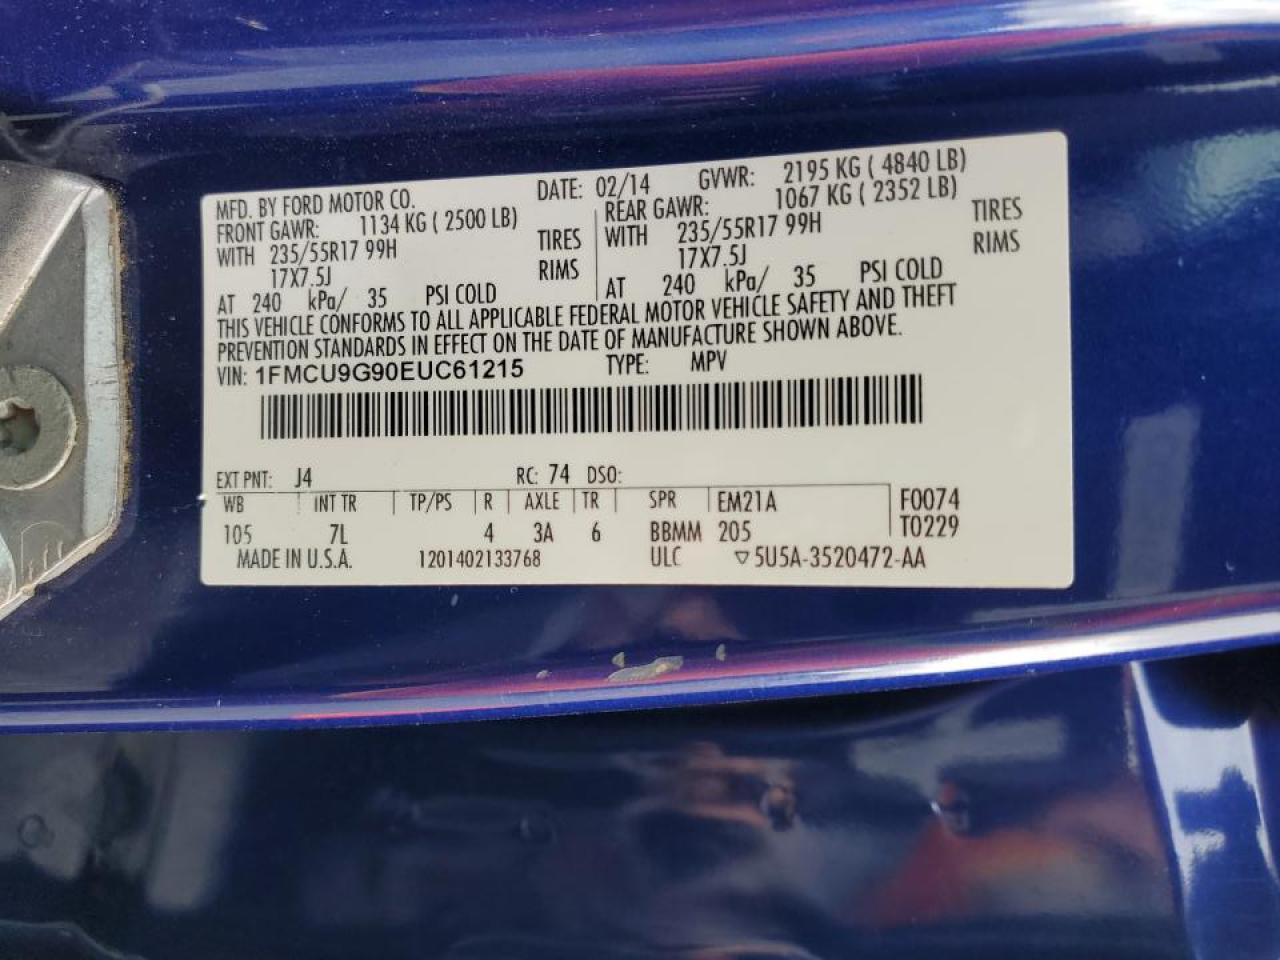 MFD. BY FORD MOTOR CO. DATE: 02/14 GVWR: 2195 KG ( 4840 LB)
FRONT GAWR: 1134 KG ( 2500 LB) REAR GAWR: 1067 KG ( 2352 LB)
WITH 235/55R17 99H TIRES WITH 235/55R17 99H TIRES
17X7.5J RIMS 17X7.5J RIMS
AT 240 kPa/ 35 PSI COLD AT 240 kPa/ 35 PSI COLD
THIS VEHICLE CONFORMS TO ALL APPLICABLE FEDERAL MOTOR VEHICLE SAFETY AND THEFT
PREVENTION STANDARDS IN EFFECT ON THE DATE OF MANUFACTURE SHOWN ABOVE.
VIN: 1FMCU9G90EUC61215 TYPE: MPV
EXT PNT: J4 RC: 74 DSO:
WB INT TR TP/PS R AXLE TR SPR EM21A F0074
105 7L 4 3A 6 BBMM 205 T0229
MADE IN U.S.A. 1201402133768 ULC ▽5U5A-3520472-AA